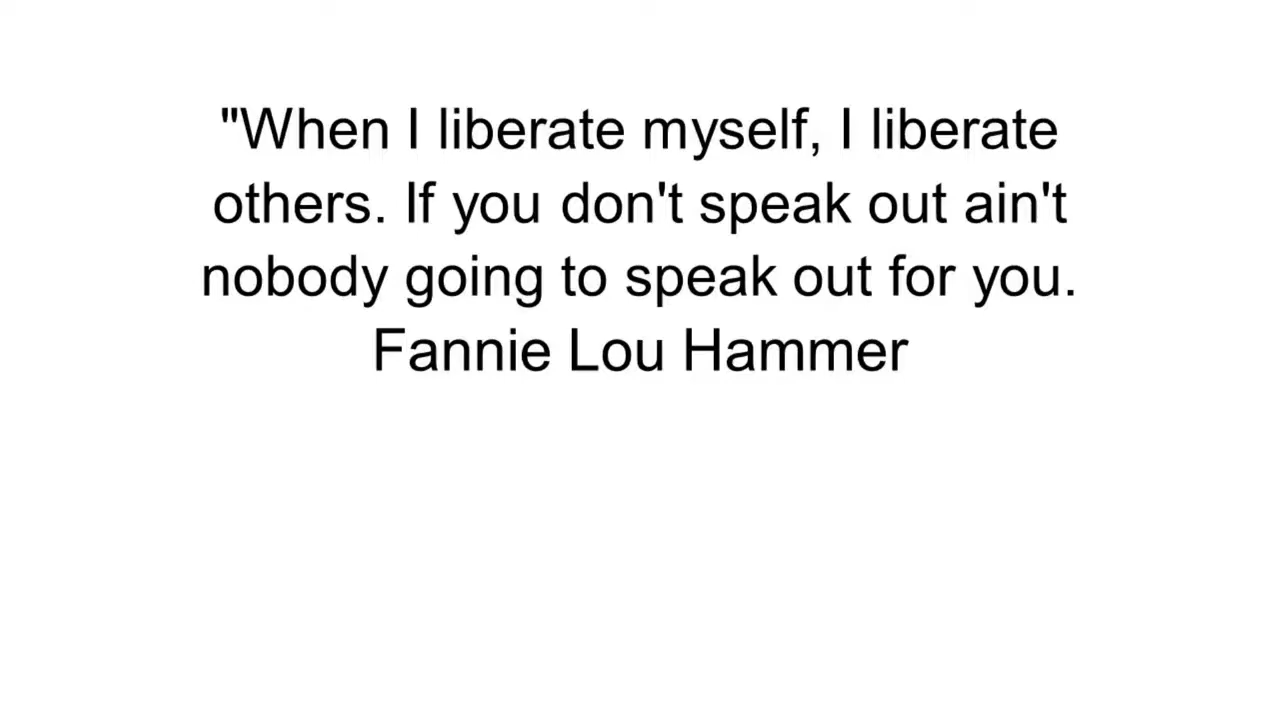 "When I liberate myself, I liberate
others. If you don't speak out ain't
nobody going to speak out for you.
Fannie Lou Hammer